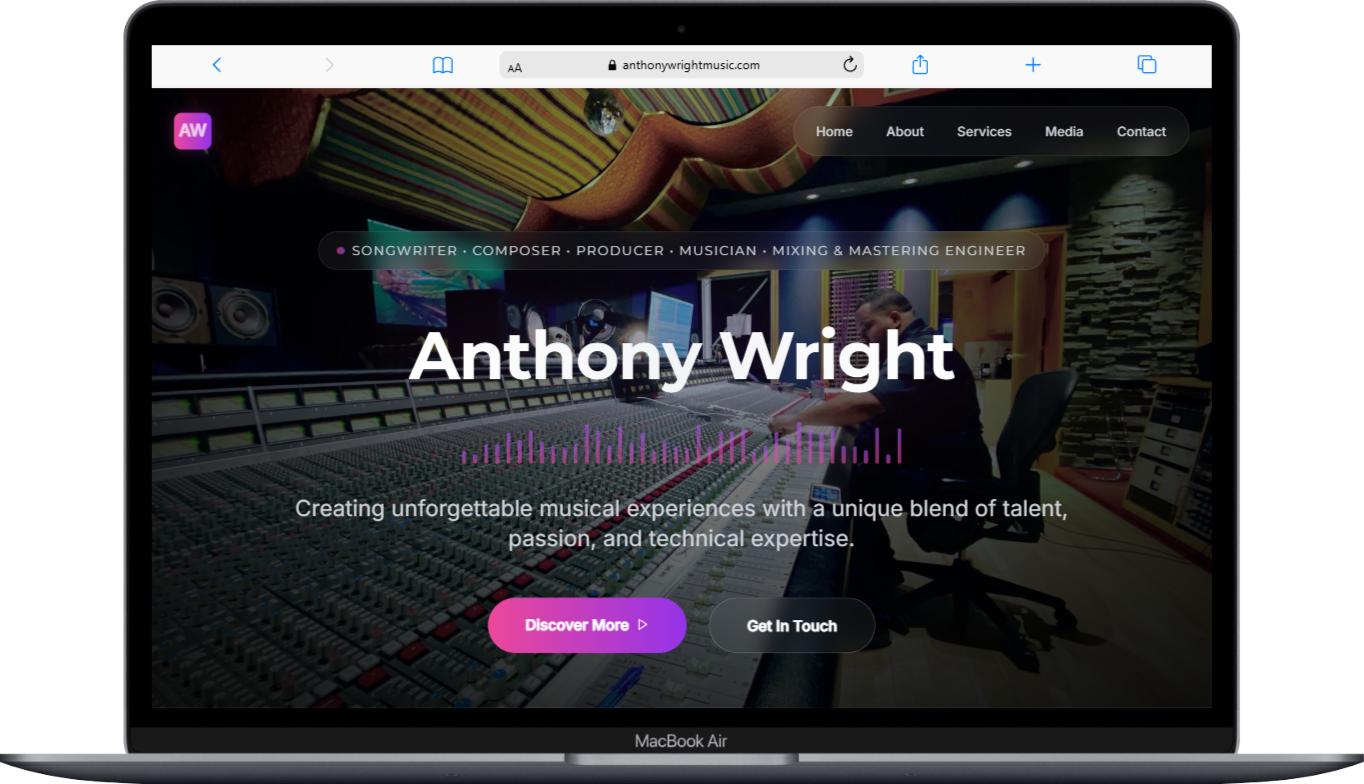 AA
anthonywrightmusic.com
AW
Home About Services Media Contact
SONGWRITER • COMPOSER • PRODUCER • MUSICIAN • MIXING & MASTERING ENGINEER
Anthony Wright
Creating unforgettable musical experiences with a unique blend of talent,
passion, and technical expertise.
Discover More
Get In Touch
MacBook Air